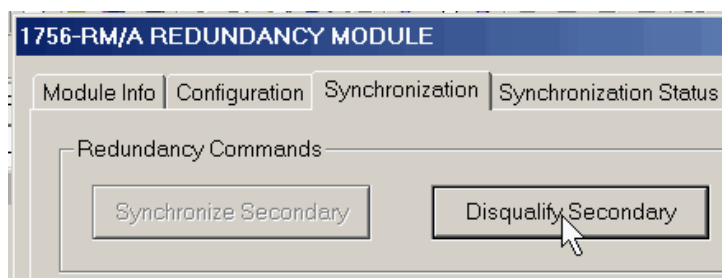 1756-RM/A REDUNDANCY MODULE
Module Info Configuration Synchronization Synchronization Status
Redundancy Commands
Synchronize Secondary Disqualify Secondary